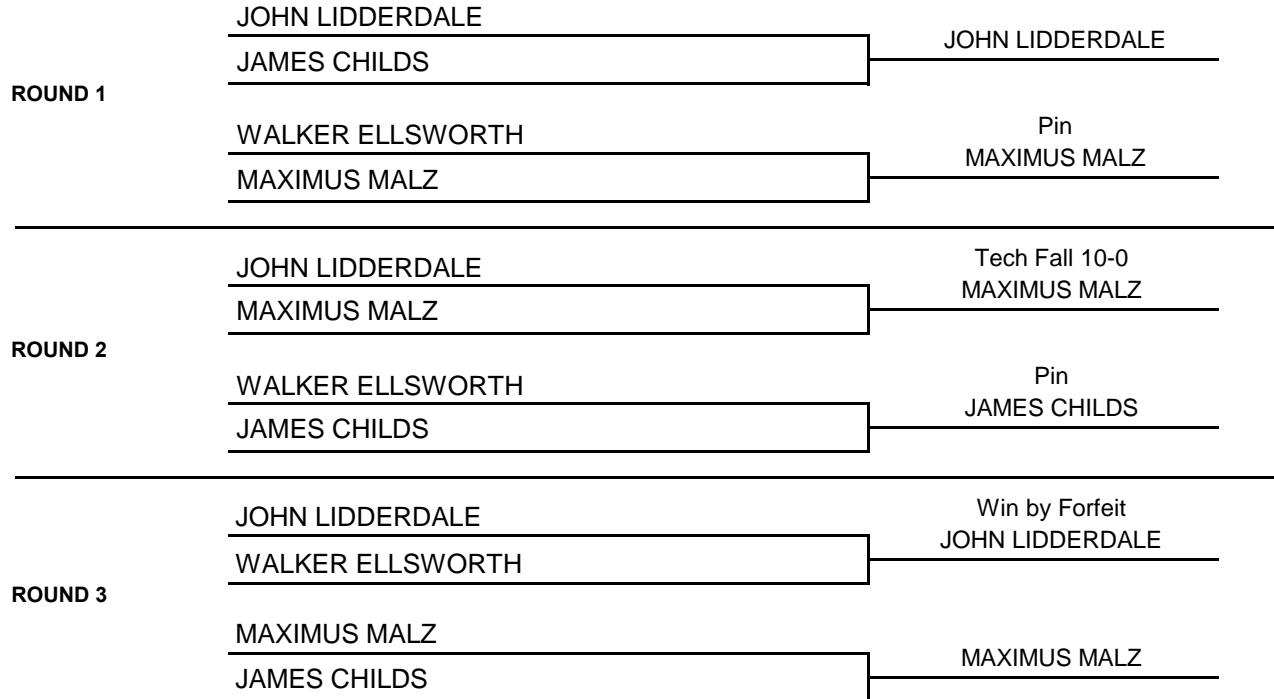 JOHN LIDDERDALE
JAMES CHILDS
JOHN LIDDERDALE
ROUND 1
WALKER ELLSWORTH
MAXIMUS MALZ
Pin
MAXIMUS MALZ
JOHN LIDDERDALE
MAXIMUS MALZ
Tech Fall 10-0
MAXIMUS MALZ
ROUND 2
WALKER ELLSWORTH
JAMES CHILDS
Pin
JAMES CHILDS
JOHN LIDDERDALE
WALKER ELLSWORTH
Win by Forfeit
JOHN LIDDERDALE
ROUND 3
MAXIMUS MALZ
JAMES CHILDS
MAXIMUS MALZ